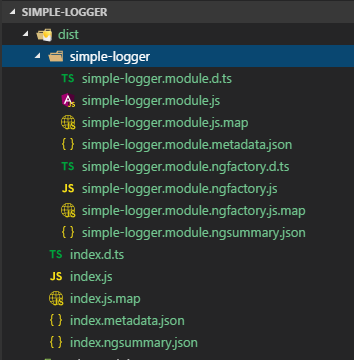 SIMPLE-LOGGER
dist
simple-logger
TS simple-logger.module.d.ts
A simple-logger.module.js
simple-logger.module.js.map
{ } simple-logger.module.metadata.json
TS simple-logger.module.ngfactory.d.ts
JS simple-logger.module.ngfactory.js
simple-logger.module.ngfactory.js.map
{ } simple-logger.module.ngsummary.json
TS index.d.ts
JS index.js
index.js.map
{ } index.metadata.json
{ } index.ngsummary.json